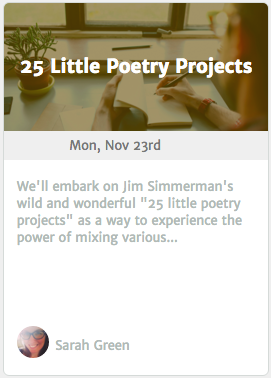 25 Little Poetry Projects
Mon, Nov 23rd
We'll embark on Jim Simmerman's
wild and wonderful "25 little poetry
projects" as a way to experience the
power of mixing various...
Sarah Green